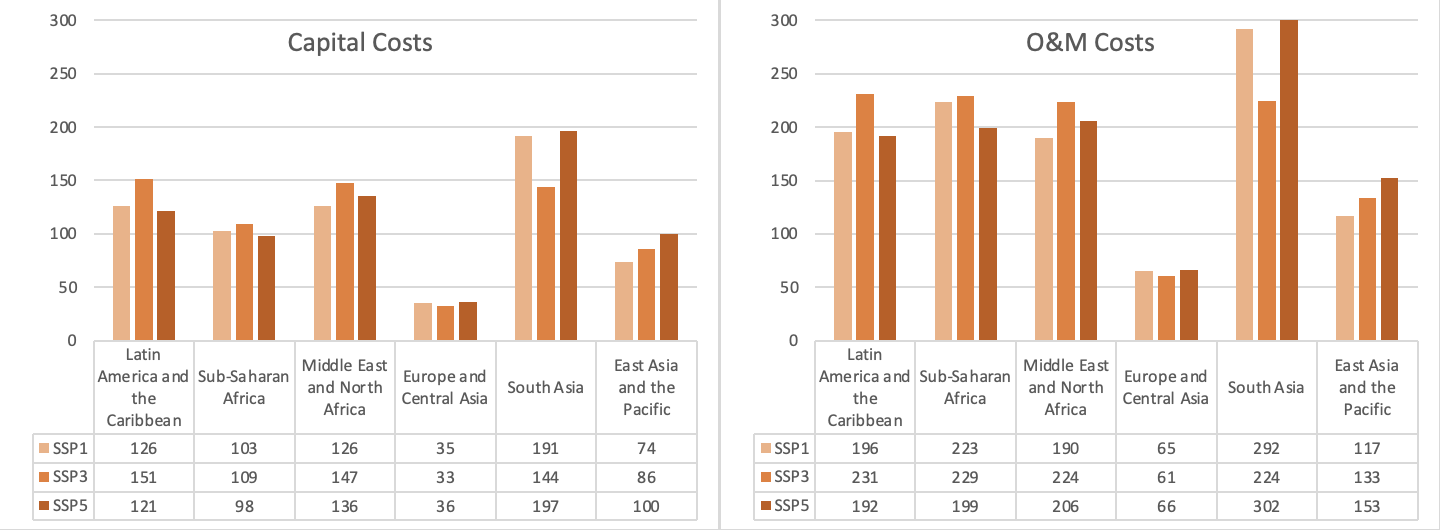 Capital Costs
300
250
200
150
100
50
0
Latin America and the Caribbean
Sub-Saharan Africa
Middle East and North Africa
Europe and Central Asia
South Asia
East Asia and the Pacific
SSP1 126 103 126 35 191 74
SSP3 151 109 147 33 144 86
SSP5 121 98 136 36 197 100
O&M Costs
300
250
200
150
100
50
0
Latin America and the Caribbean
Sub-Saharan Africa
Middle East and North Africa
Europe and Central Asia
South Asia
East Asia and the Pacific
SSP1 196 223 190 65 292 117
SSP3 231 229 224 61 224 133
SSP5 192 199 206 66 302 153